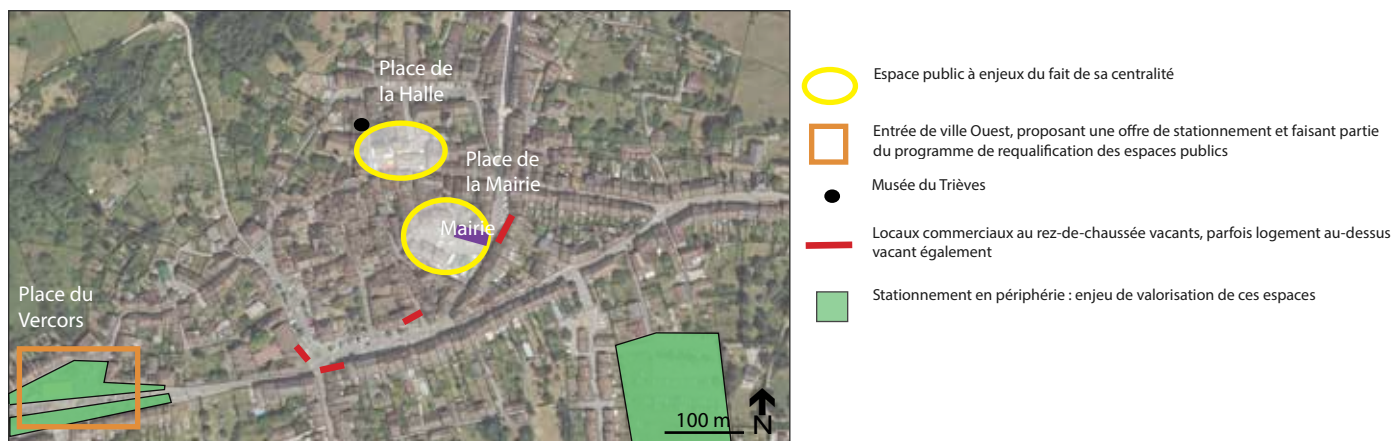 Place de
la Halle
Place de
la Mairie
Mairie
Place du
Vercors
100 m
N
Espace public à enjeux du fait de sa centralité
Entrée de ville Ouest, proposant une offre de stationnement et faisant partie
du programme de requalification des espaces publics
Musée du Trièves
Locaux commerciaux au rez-de-chaussée vacants, parfois logement au-dessus
vacant également
Stationnement en périphérie : enjeu de valorisation de ces espaces